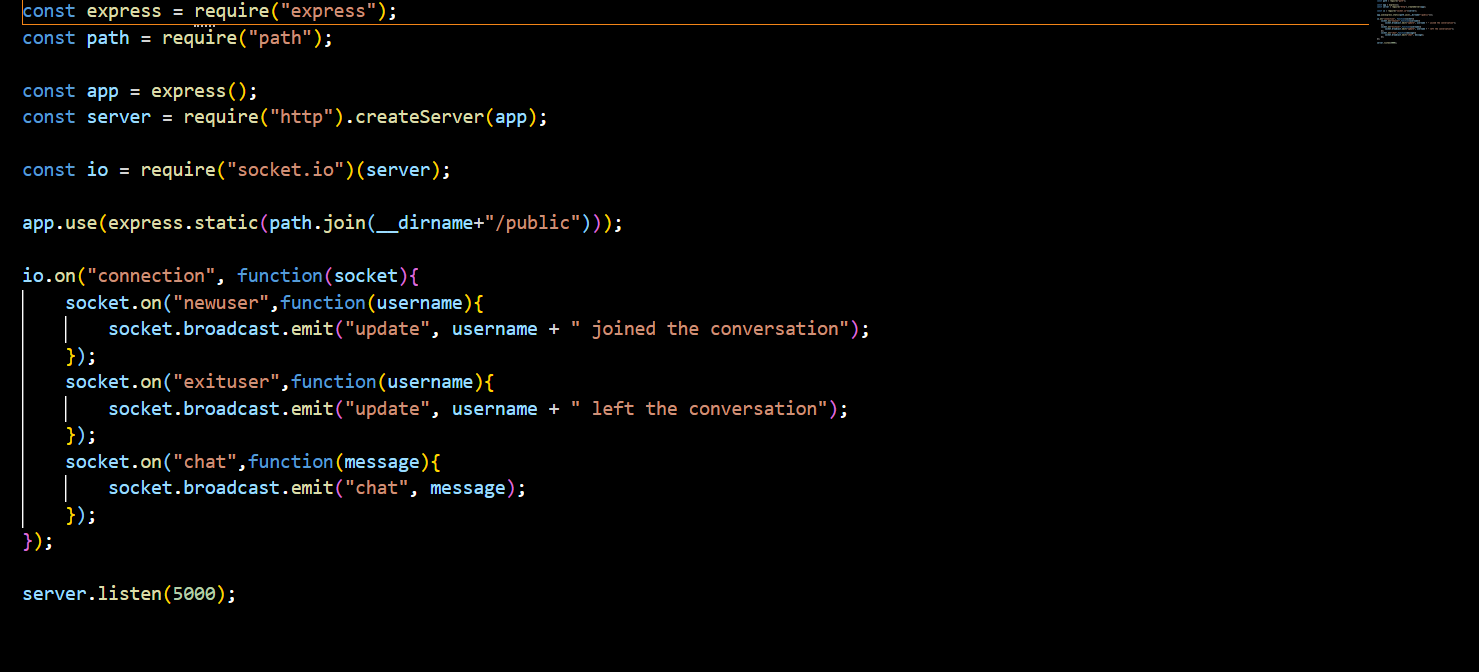 const express = require("express");
const path = require("path");

const app = express();
const server = require("http").createServer(app);

const io = require("socket.io")(server);

app.use(express.static(path.join(__dirname+"/public")));

io.on("connection", function(socket){
    socket.on("newuser",function(username){
        socket.broadcast.emit("update", username + " joined the conversation");
    });
    socket.on("exituser",function(username){
        socket.broadcast.emit("update", username + " left the conversation");
    });
    socket.on("chat",function(message){
        socket.broadcast.emit("chat", message);
    });
});

server.listen(5000);